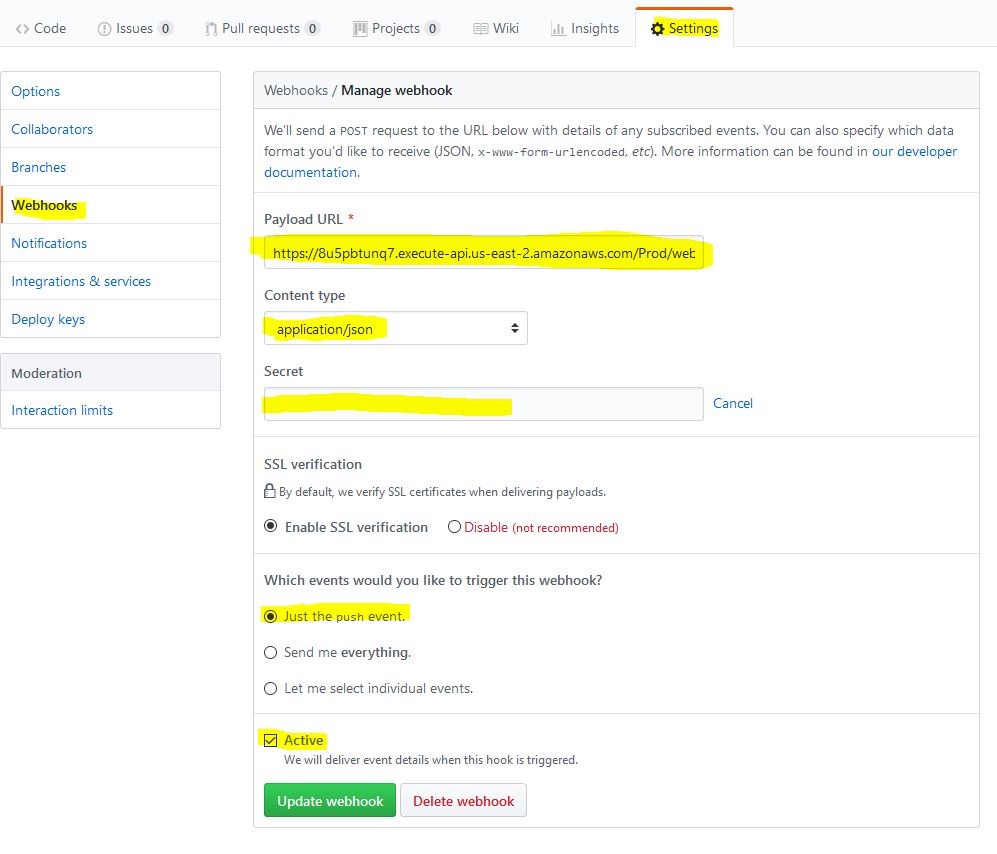 Code Issues 0 Pull requests 0 Projects 0 Wiki Insights Settings
Options
Collaborators
Branches
Webhooks
Notifications
Integrations & services
Deploy keys
Moderation
Interaction limits
Webhooks / Manage webhook
We'll send a POST request to the URL below with details of any subscribed events. You can also specify which data
format you'd like to receive (JSON, x-www-form-urlencoded, etc). More information can be found in our developer
documentation.
Payload URL *
https://8u5pbtunq7.execute-api.us-east-2.amazonaws.com/Prod/web
Content type
application/json
Secret
Cancel
SSL verification
By default, we verify SSL certificates when delivering payloads.
Enable SSL verification Disable (not recommended)
Which events would you like to trigger this webhook?
Just the push event.
Send me everything.
Let me select individual events.
Active
We will deliver event details when this hook is triggered.
Update webhook Delete webhook